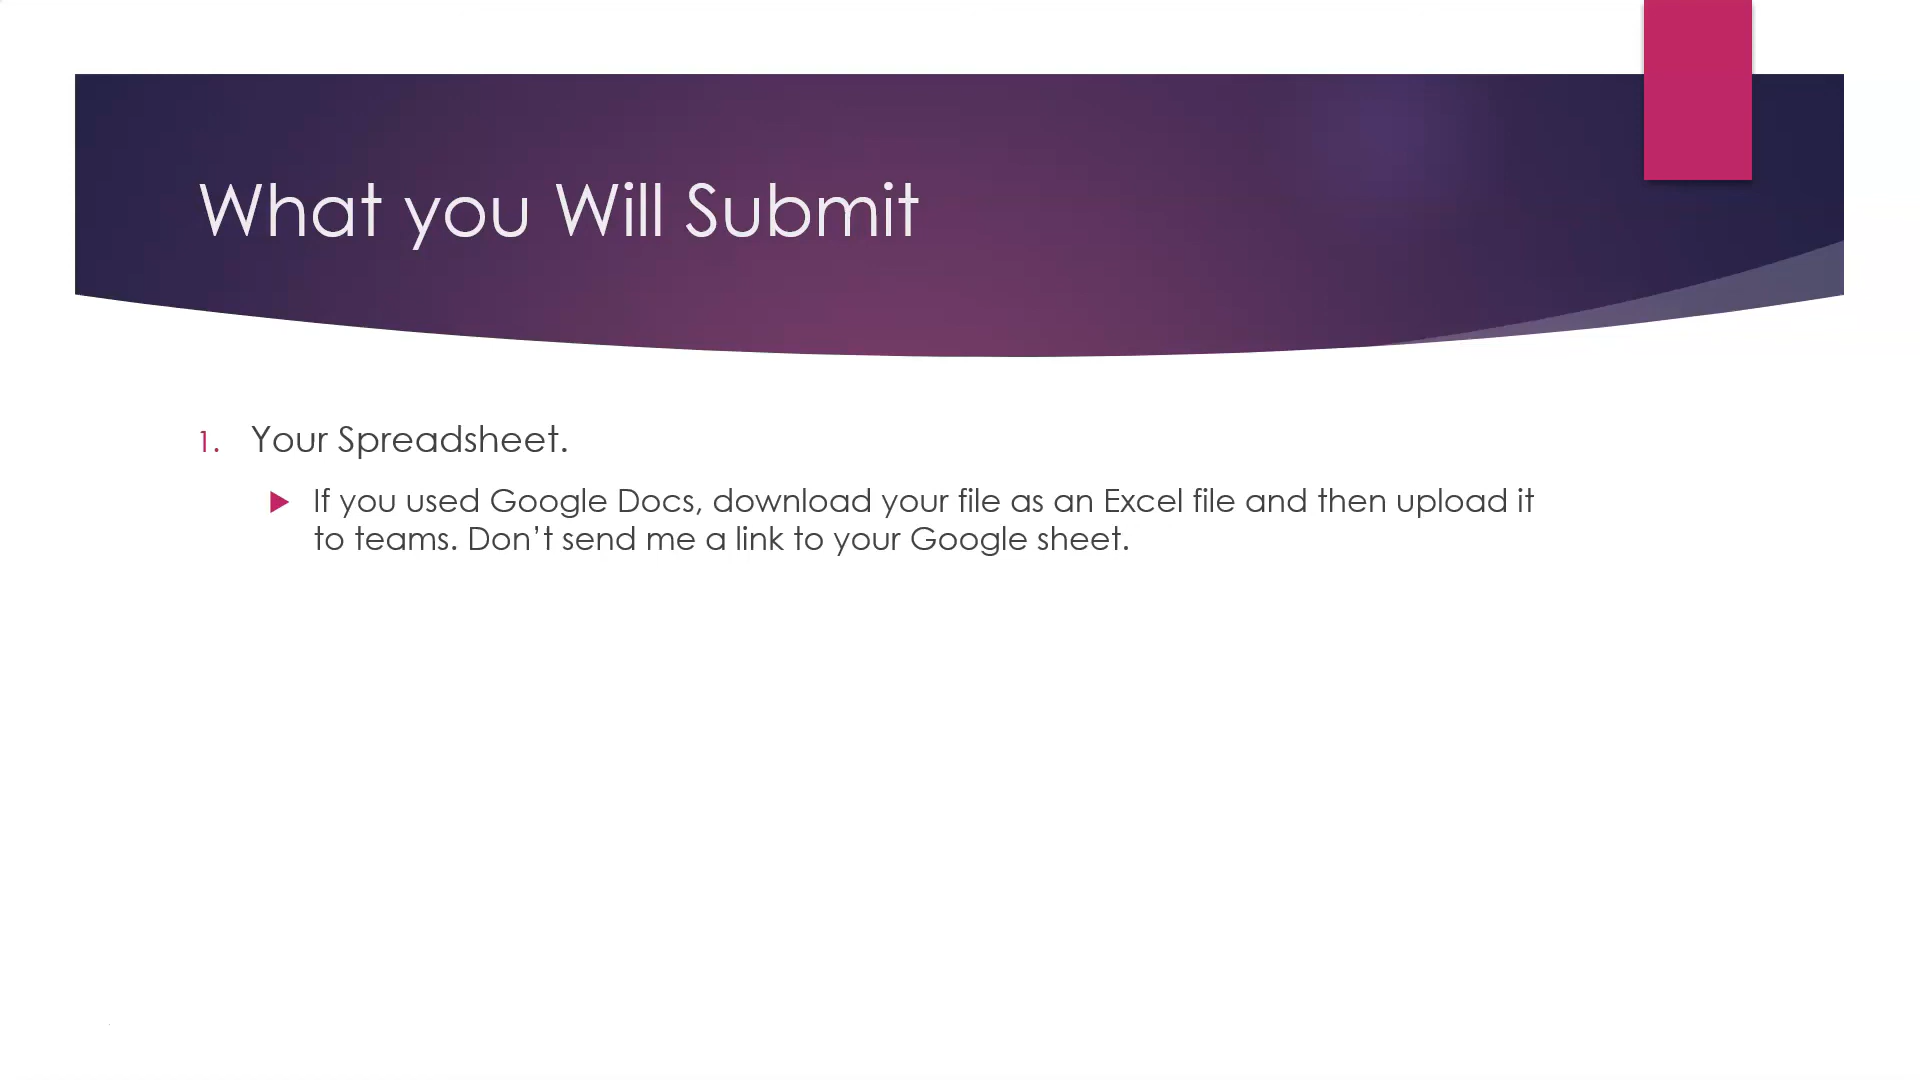 What you Will Submit
1. Your Spreadsheet.
If you used Google Docs, download your file as an Excel file and then upload it
to teams. Don’t send me a link to your Google sheet.